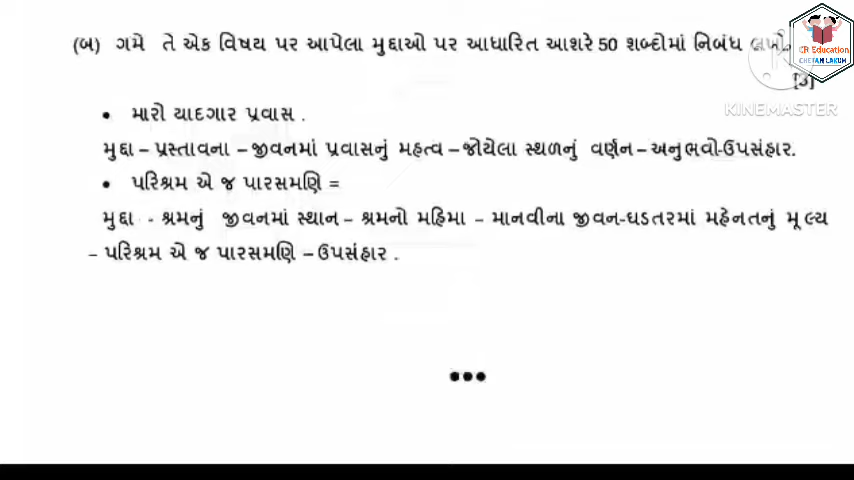 (બ) ગમે તે એક વિષય પર આપેલા મુદ્દાઓ પર આધારિત આશરે 50 શબ્દોમાં નિબંધ લખો.
[3]
• મારો યાદગાર પ્રવાસ .
મુદ્દા – પ્રસ્તાવના – જીવનમાં પ્રવાસનું મહત્વ – જોયેલા સ્થળનું વર્ણન – અનુભવો-ઉપસંહાર.
• પરિશ્રમ એ જ પારસમણિ =
મુદ્દા - શ્રમનું જીવનમાં સ્થાન – શ્રમનો મહિમા – માનવીના જીવન-ઘડતરમાં મહેનતનું મૂલ્ય
– પરિશ્રમ એ જ પારસમણિ – ઉપસંહાર .
•••
CR Education
CHETAN LAKUM
KINEMASTER